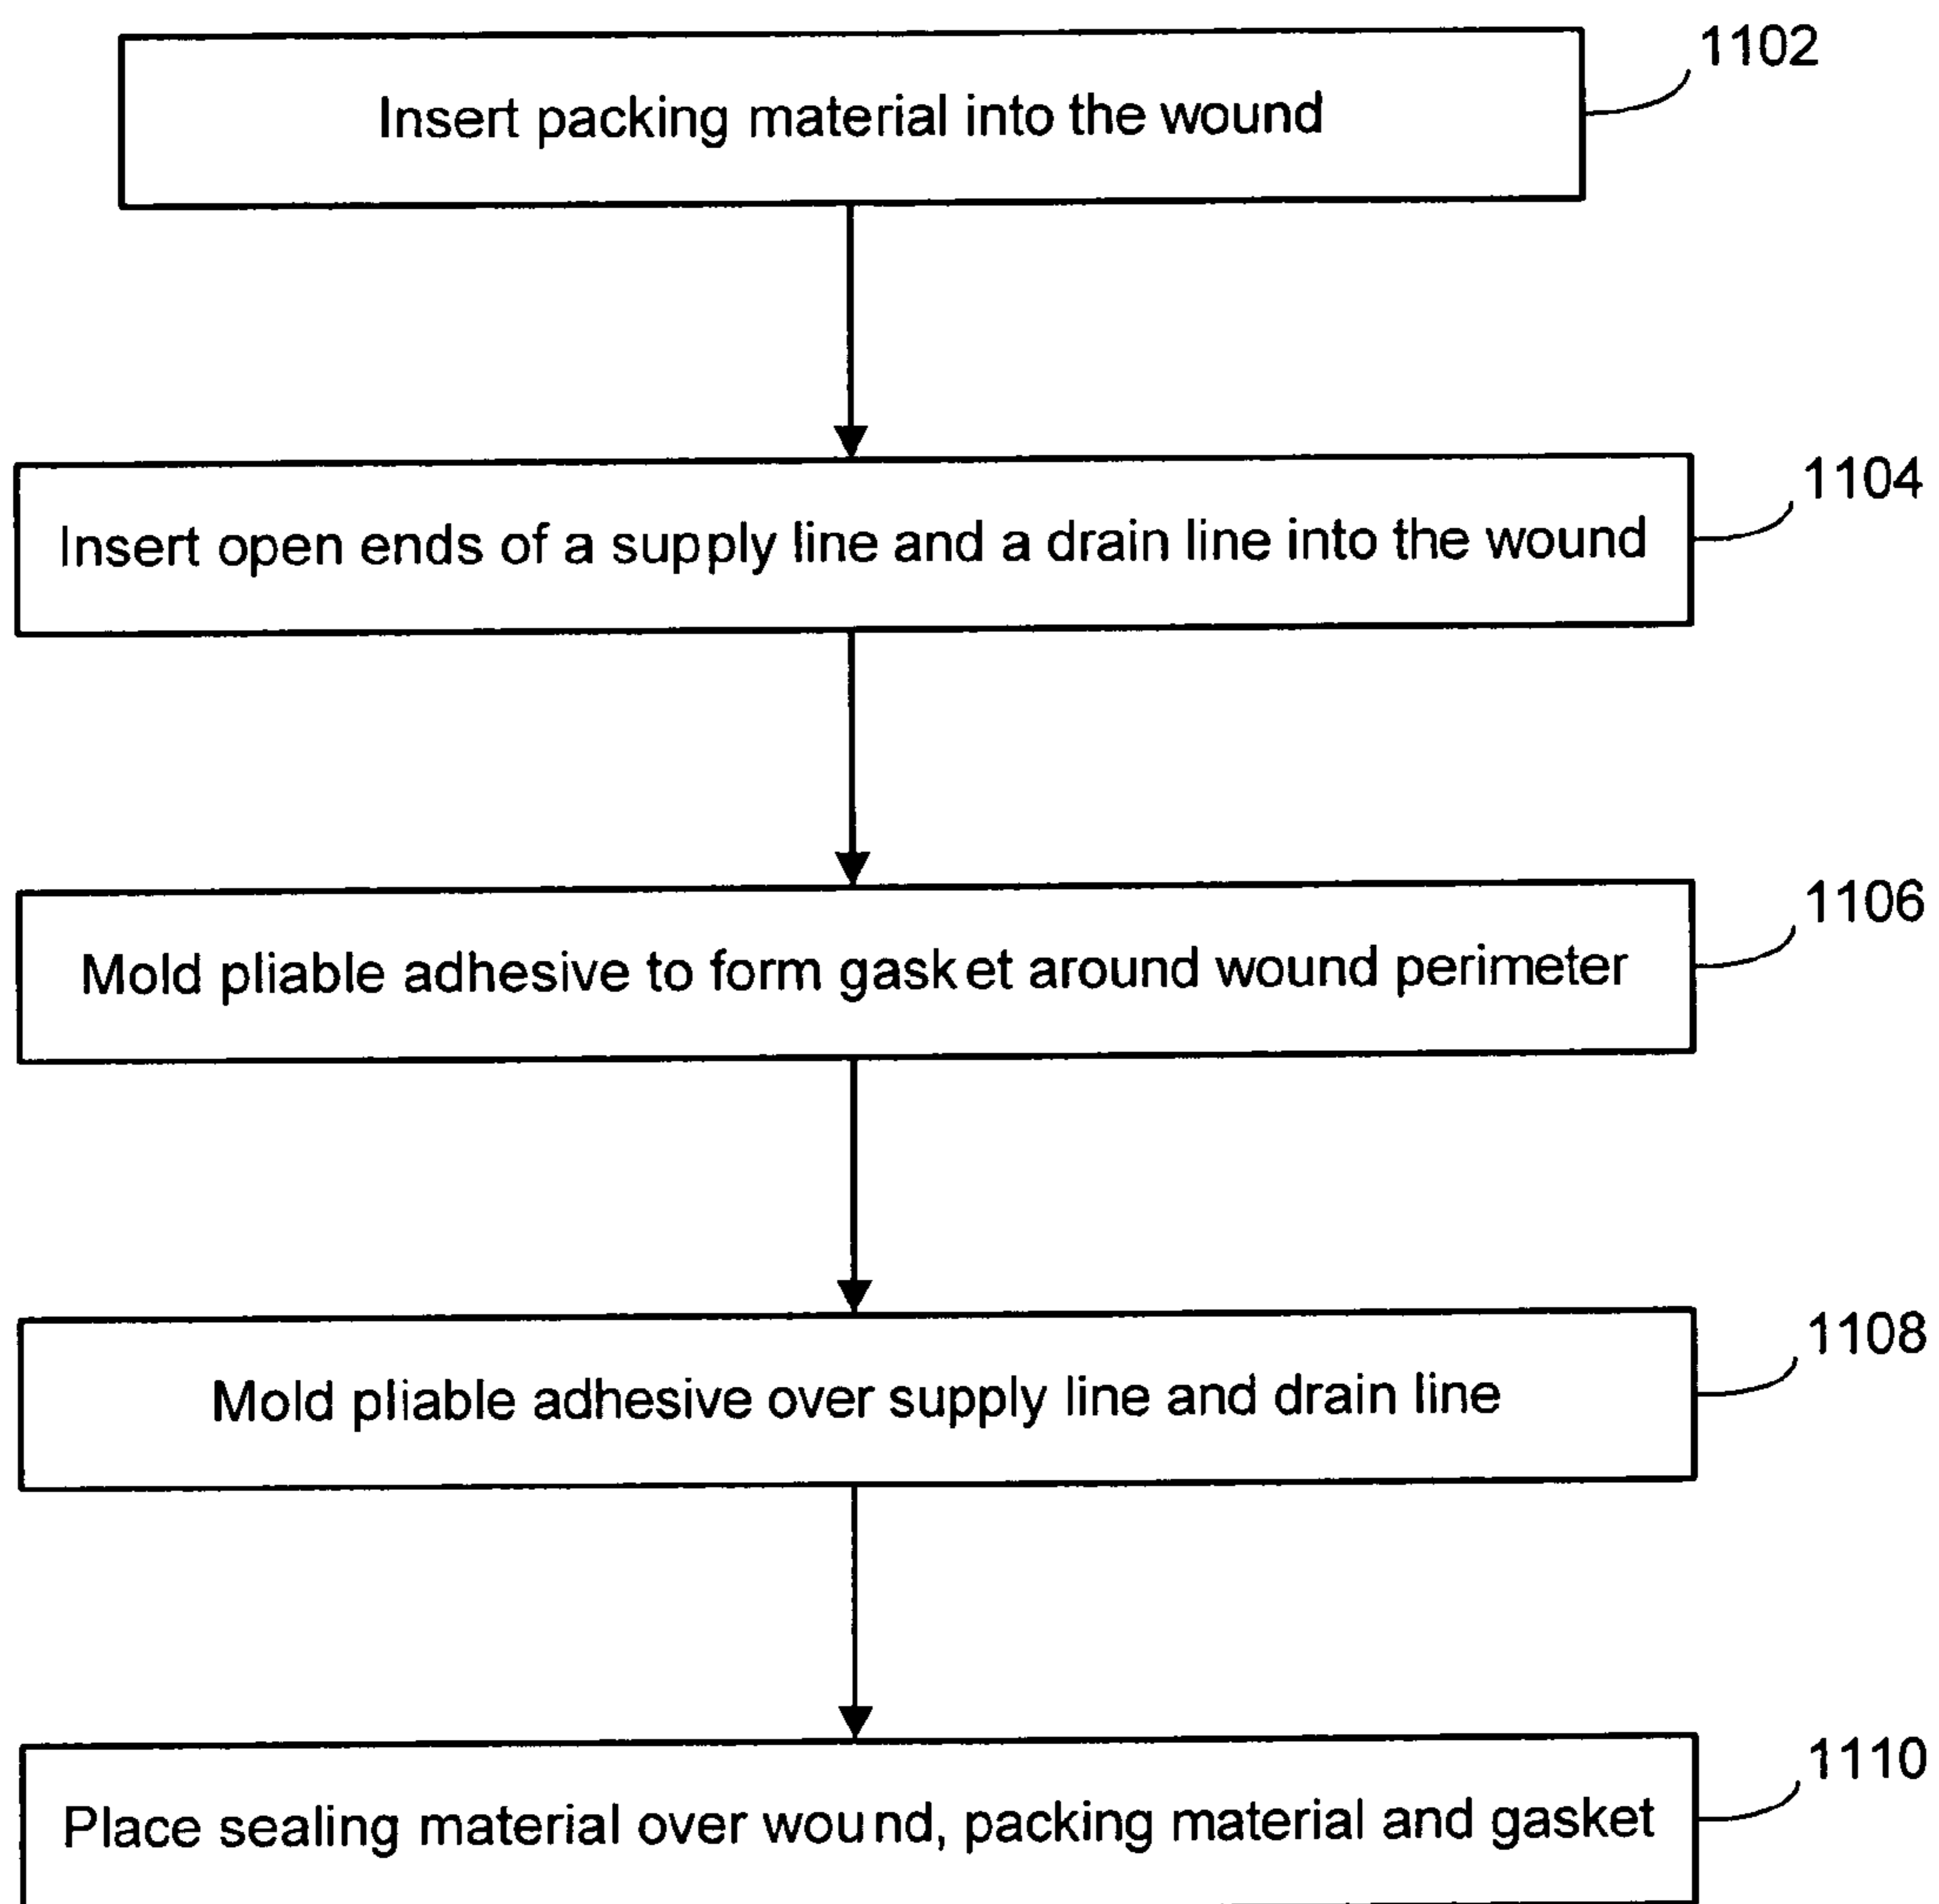 1102
Insert packing material into the wound
1104
Insert open ends of a supply line and a drain line into the wound
1106
Mold pliable adhesive to form gasket around wound perimeter
1108
Mold pliable adhesive over supply line and drain line
1110
Place sealing material over wound, packing material and gasket